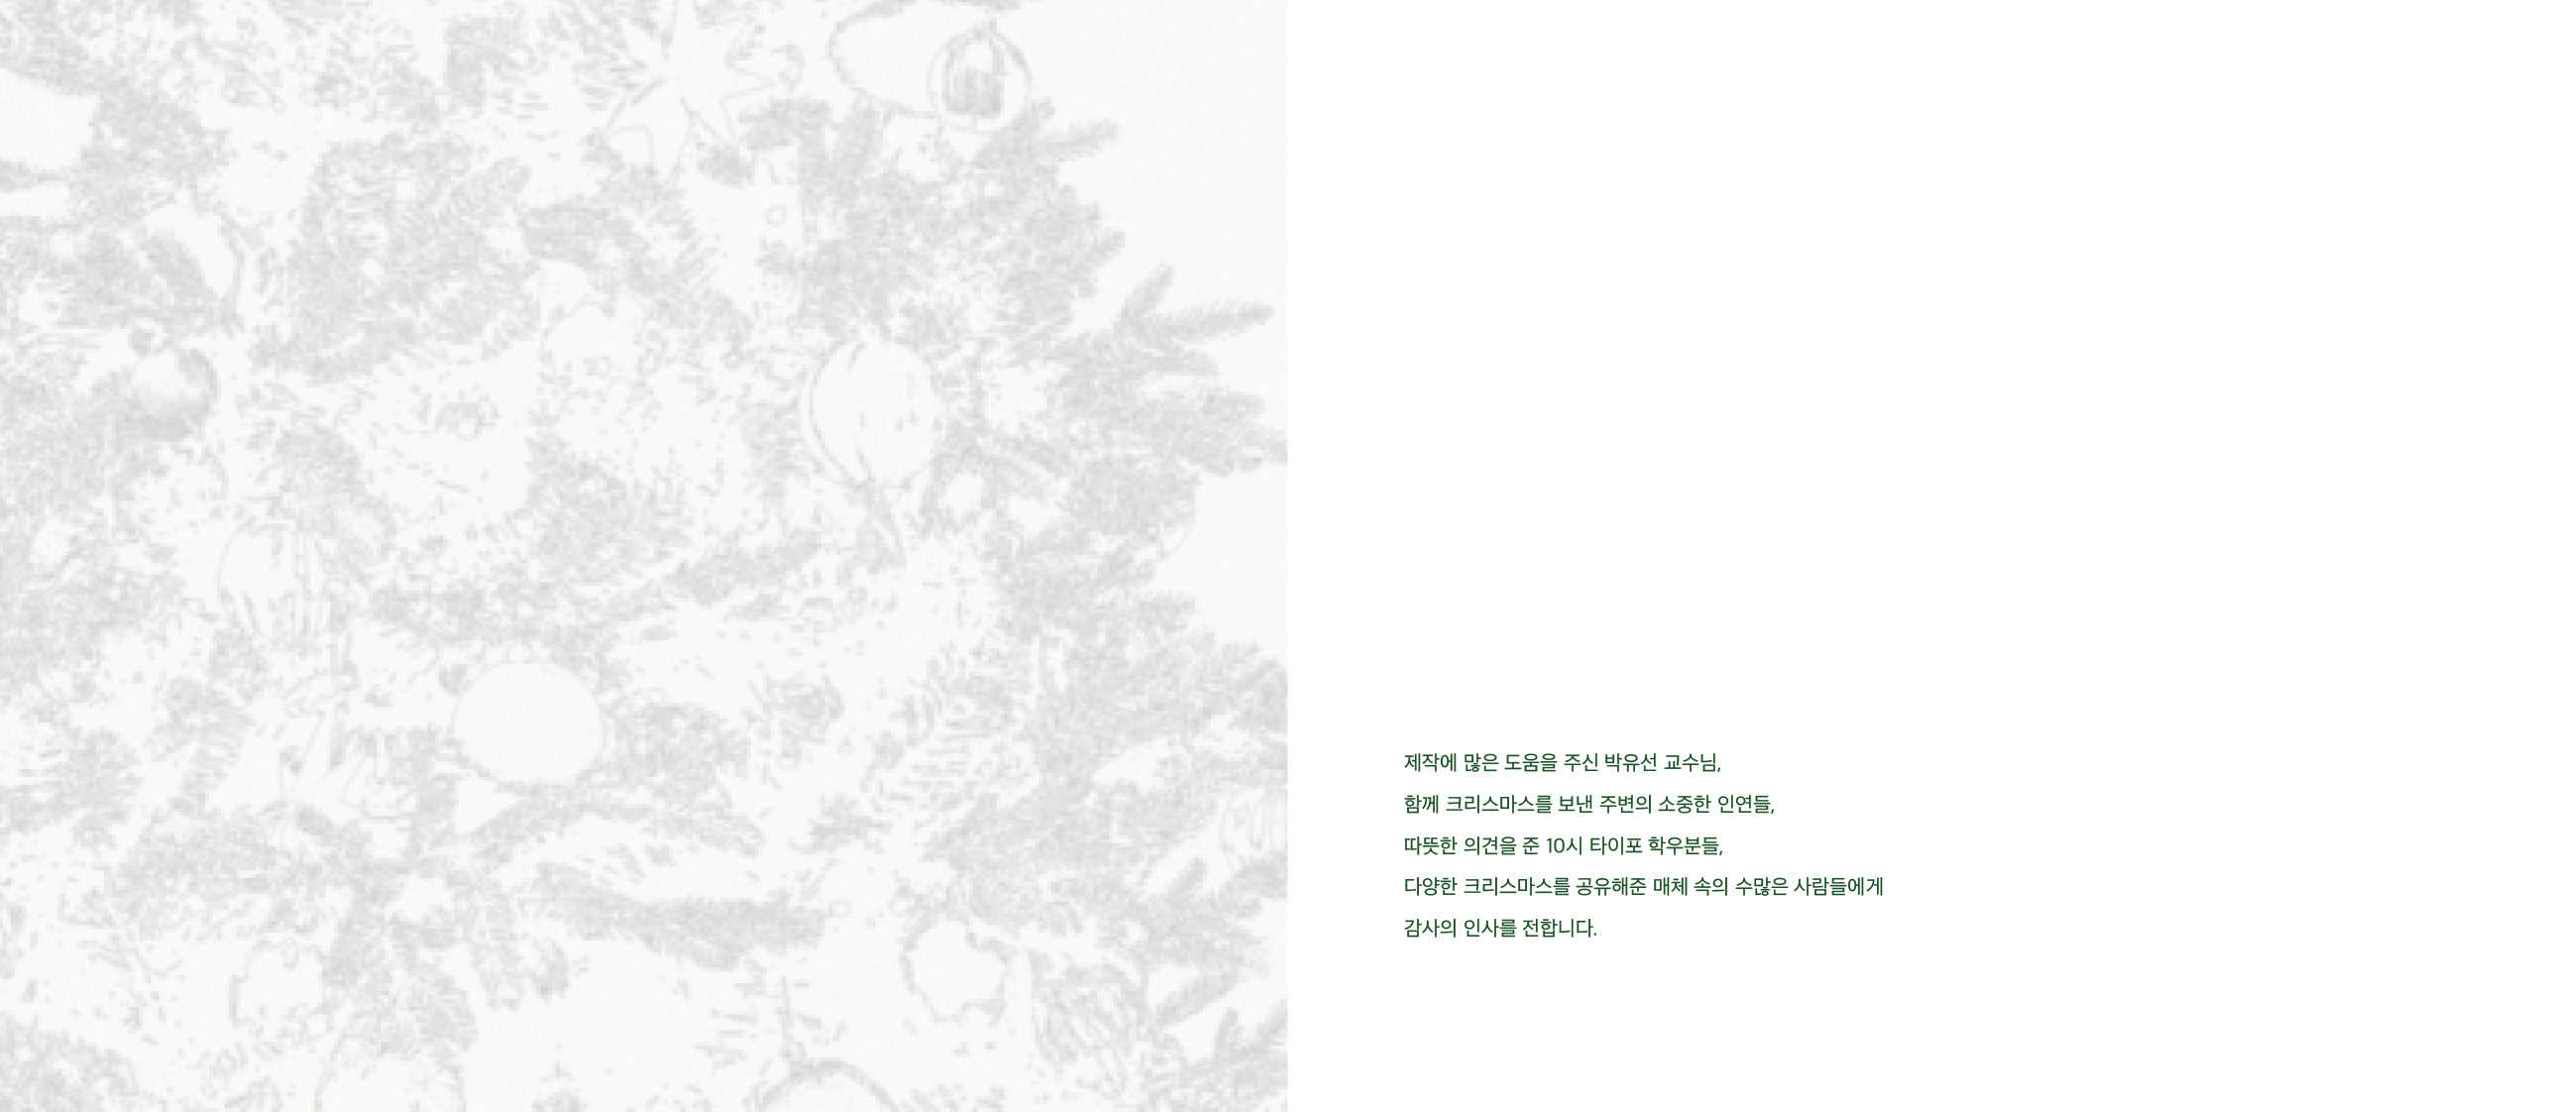 제작에 많은 도움을 주신 박유선 교수님,
함께 크리스마스를 보낸 주변의 소중한 인연들,
따뜻한 의견을 준 10시 타이포 학우분들,
다양한 크리스마스를 공유해준 매체 속의 수많은 사람들에게
감사의 인사를 전합니다.